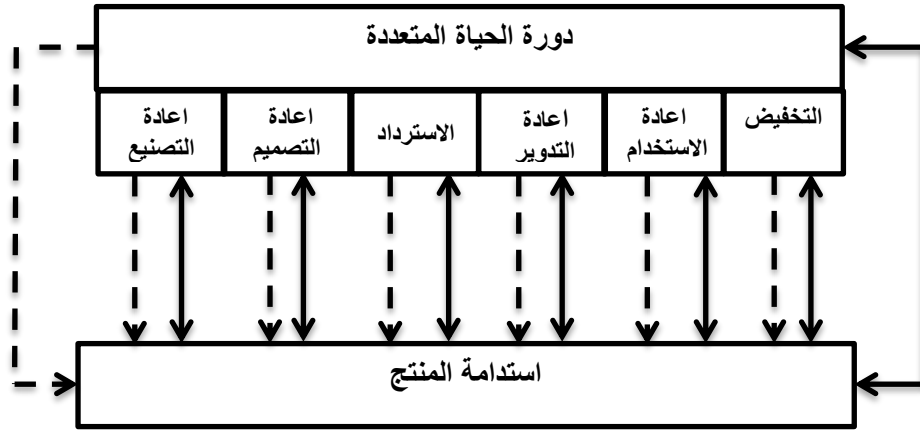 دورة الحياة المتعددة
التخفيض
اعادة
الاستخدام
اعادة
التدوير
الاسترداد
اعادة
التصميم
اعادة
التصنيع
استدامة المنتج